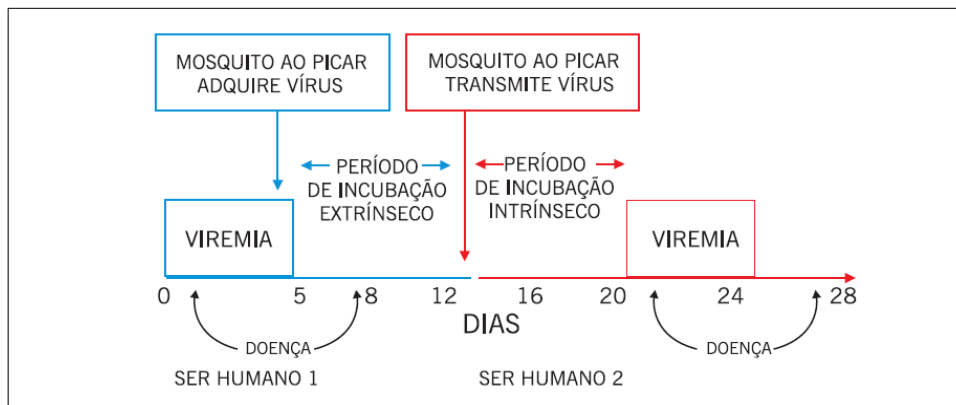 MOSQUITO AO PICAR
ADQUIRE VÍRUS
MOSQUITO AO PICAR
TRANSMITE VÍRUS
PERÍODO
DE INCUBAÇÃO
EXTRÍNSECO
PERÍODO
DE INCUBAÇÃO
INTRÍNSECO
VIREMIA
VIREMIA
0 5 8 12 16 20 24 28
DIAS
DOENÇA
DOENÇA
SER HUMANO 1
SER HUMANO 2